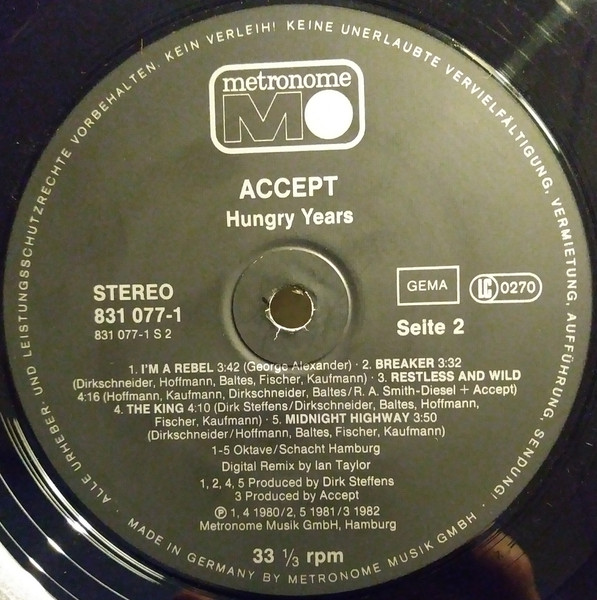 ALLE URHEBER- UND LEISTUNGSSCHUTZRECHTE VORBEHALTEN. KEIN VERLEIH! KEINE UNERLAUBTE VERVIELFÄLTIGUNG, VERMIETUNG, AUFFÜHRUNG, SENDUNG!
metronome
MO
ACCEPT
Hungry Years
STEREO
831 077-1
831 077-1 S 2
GEMA
LC 0270
Seite 2
1. I'M A REBEL 3:42 (George Alexander) · 2. BREAKER 3:32
(Dirkschneider, Hoffmann, Baltes, Fischer, Kaufmann) · 3. RESTLESS AND WILD
4:16 (Hoffmann, Kaufmann, Dirkschneider, Baltes/R. A. Smith-Diesel + Accept)
4. THE KING 4:10 (Dirk Steffens/Dirkschneider, Baltes, Hoffmann,
Fischer, Kaufmann) · 5. MIDNIGHT HIGHWAY 3:50
(Dirkschneider/Hoffmann, Baltes, Fischer, Kaufmann)
1-5 Oktave/Schacht Hamburg
Digital Remix by Ian Taylor
1, 2, 4, 5 Produced by Dirk Steffens
3 Produced by Accept
℗ 1, 4 1980/2, 5 1981/3 1982
Metronome Musik GmbH, Hamburg
33 1/3 rpm
· MADE IN GERMANY BY METRONOME MUSIK GMBH ·